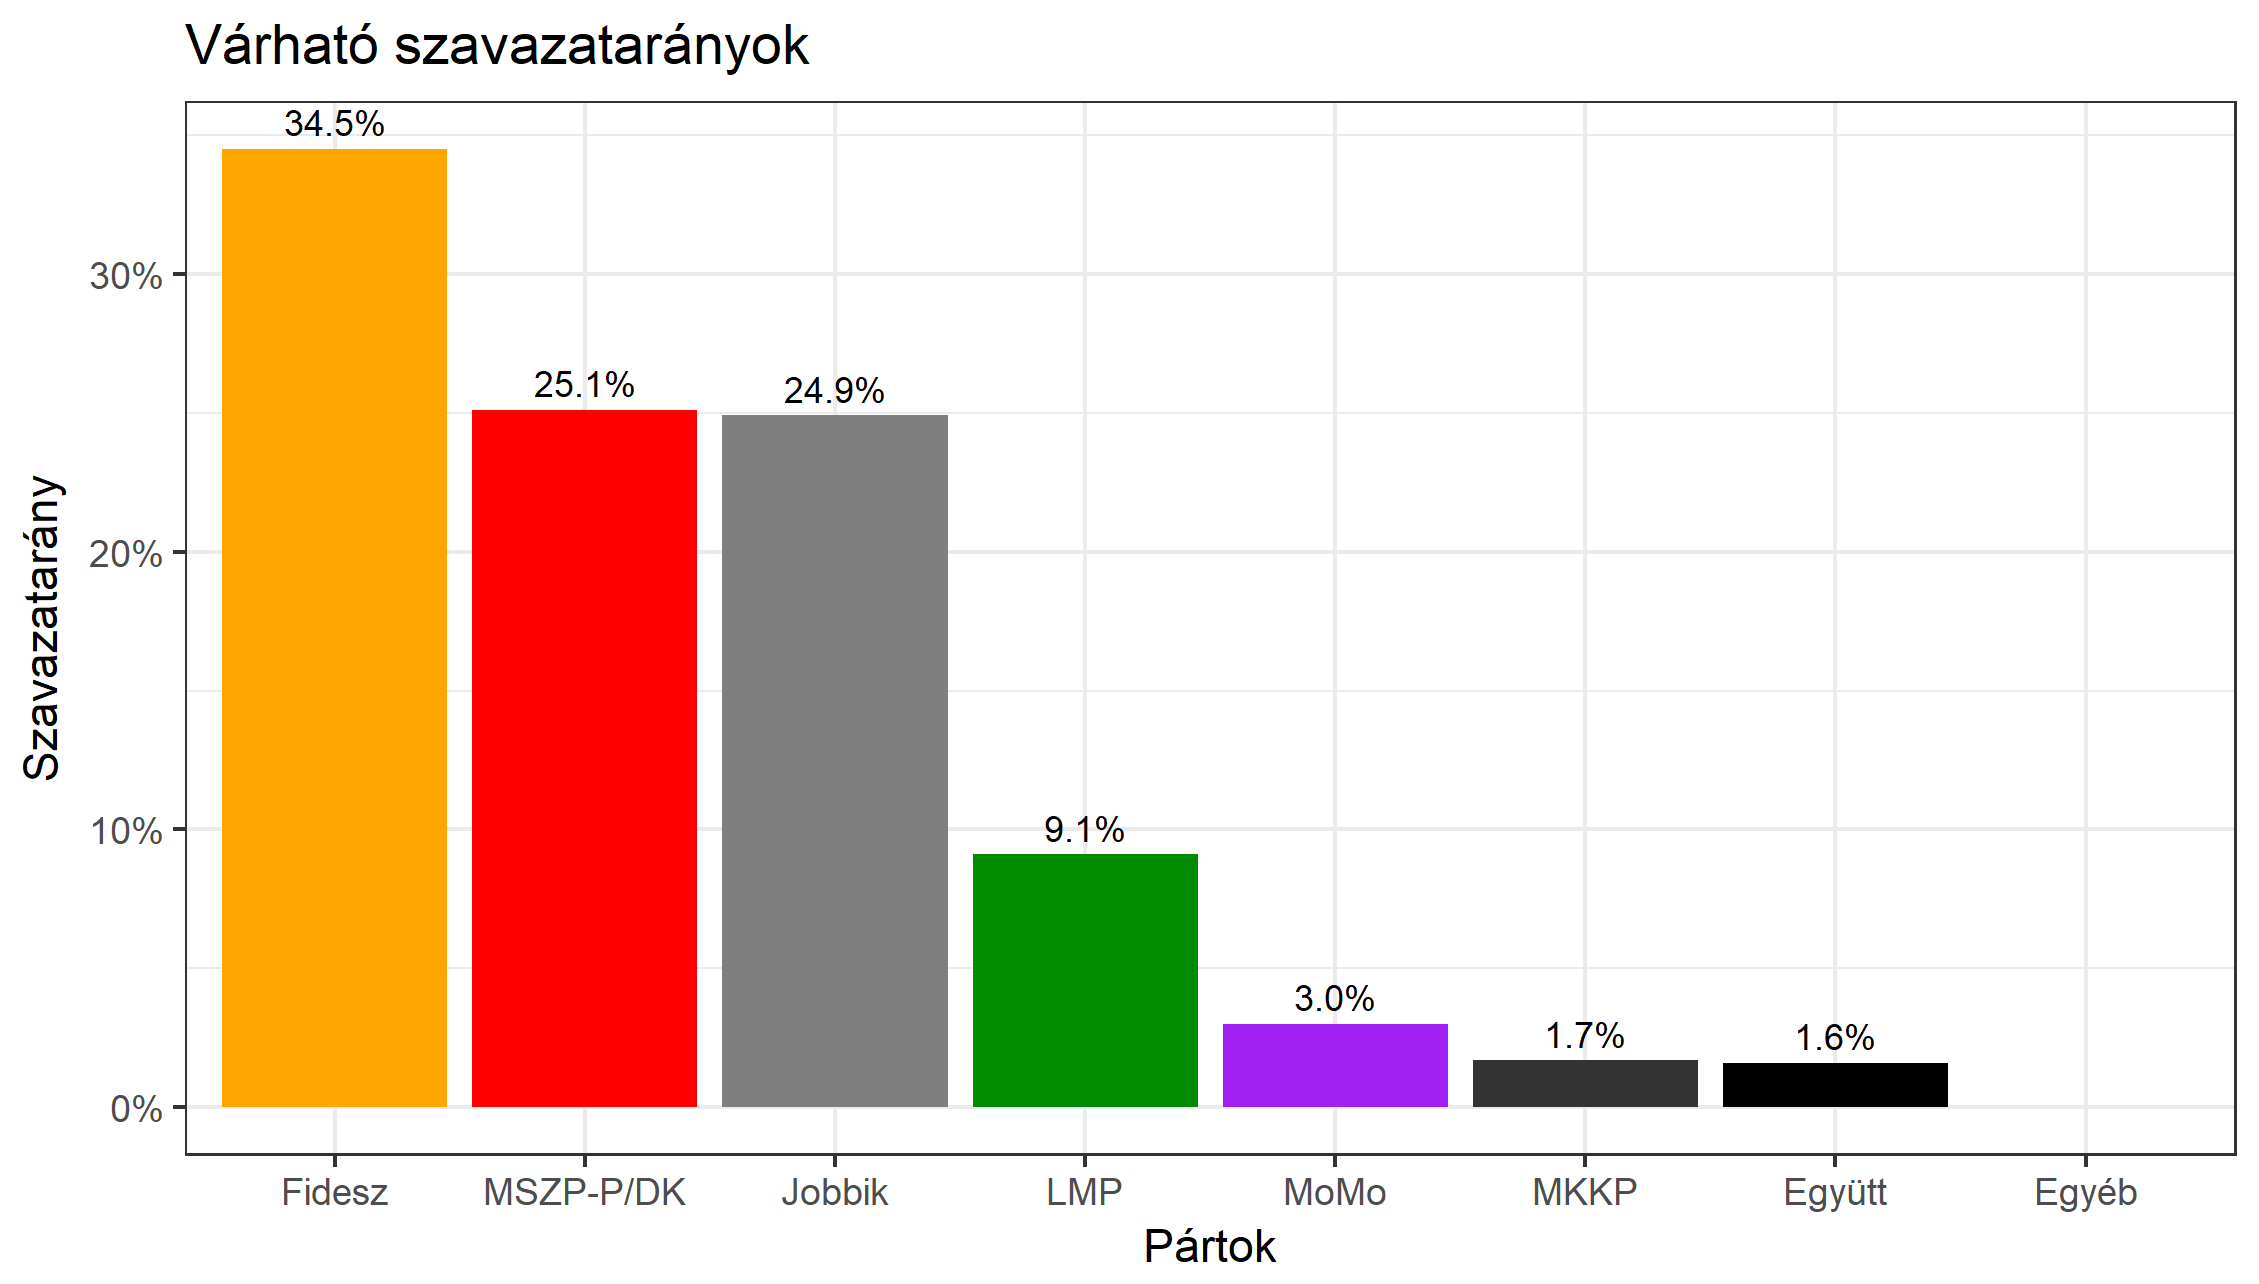 Várható szavazatarányok
34.5%
25.1%
24.9%
9.1%
3.0%
1.7%
1.6%
30%
20%
10%
0%
Szavazatarány
Fidesz
MSZP-P/DK
Jobbik
LMP
MoMo
MKKP
Együtt
Egyéb
Pártok